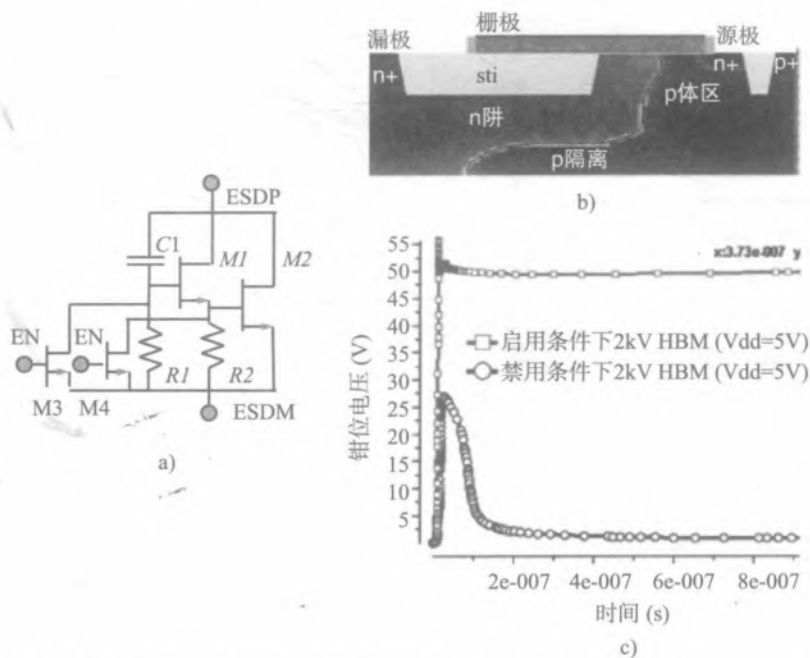 ESDP
C1
M1
M2
EN
EN
M3
M4
R1
R2
ESDM
a)
漏极
栅极
源极
n+
sti
n+
p+
p体区
n阱
p隔离
b)
55
50
45
40
35
30
25
20
15
10
5
钳位电压 (V)
x:3.73e-007 y
启用条件下2kV HBM (Vdd=5V)
禁用条件下2kV HBM (Vdd=5V)
2e-007 4e-007 6e-007 8e-007
时间 (s)
c)